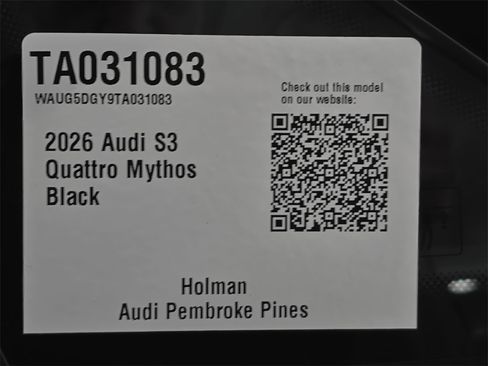 TA031083
WAUG5DGY9TA031083
Check out this model
on our website:
2026 Audi S3
Quattro Mythos
Black
Holman
Audi Pembroke Pines